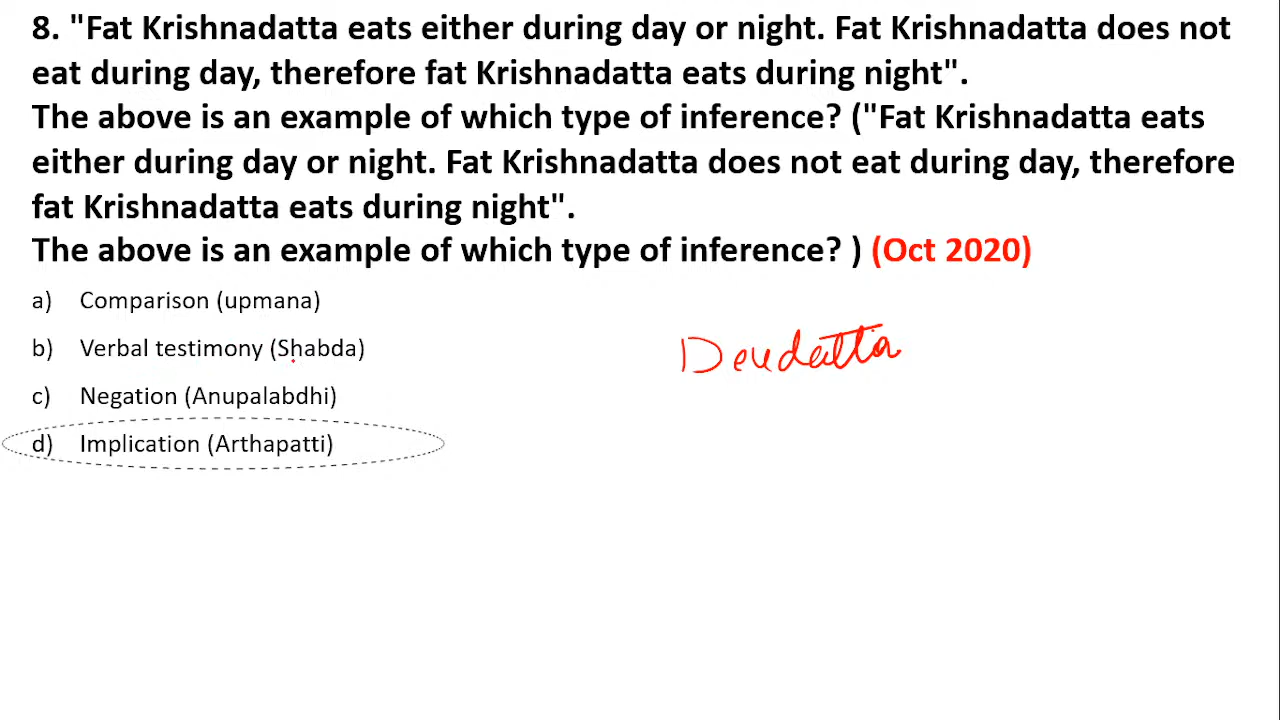 8. "Fat Krishnadatta eats either during day or night. Fat Krishnadatta does not
eat during day, therefore fat Krishnadatta eats during night".
The above is an example of which type of inference? ("Fat Krishnadatta eats
either during day or night. Fat Krishnadatta does not eat during day, therefore
fat Krishnadatta eats during night".
The above is an example of which type of inference? ) (Oct 2020)
a) Comparison (upmana)
b) Verbal testimony (Shabda)
Devdatta
c) Negation (Anupalabdhi)
d) Implication (Arthapatti)